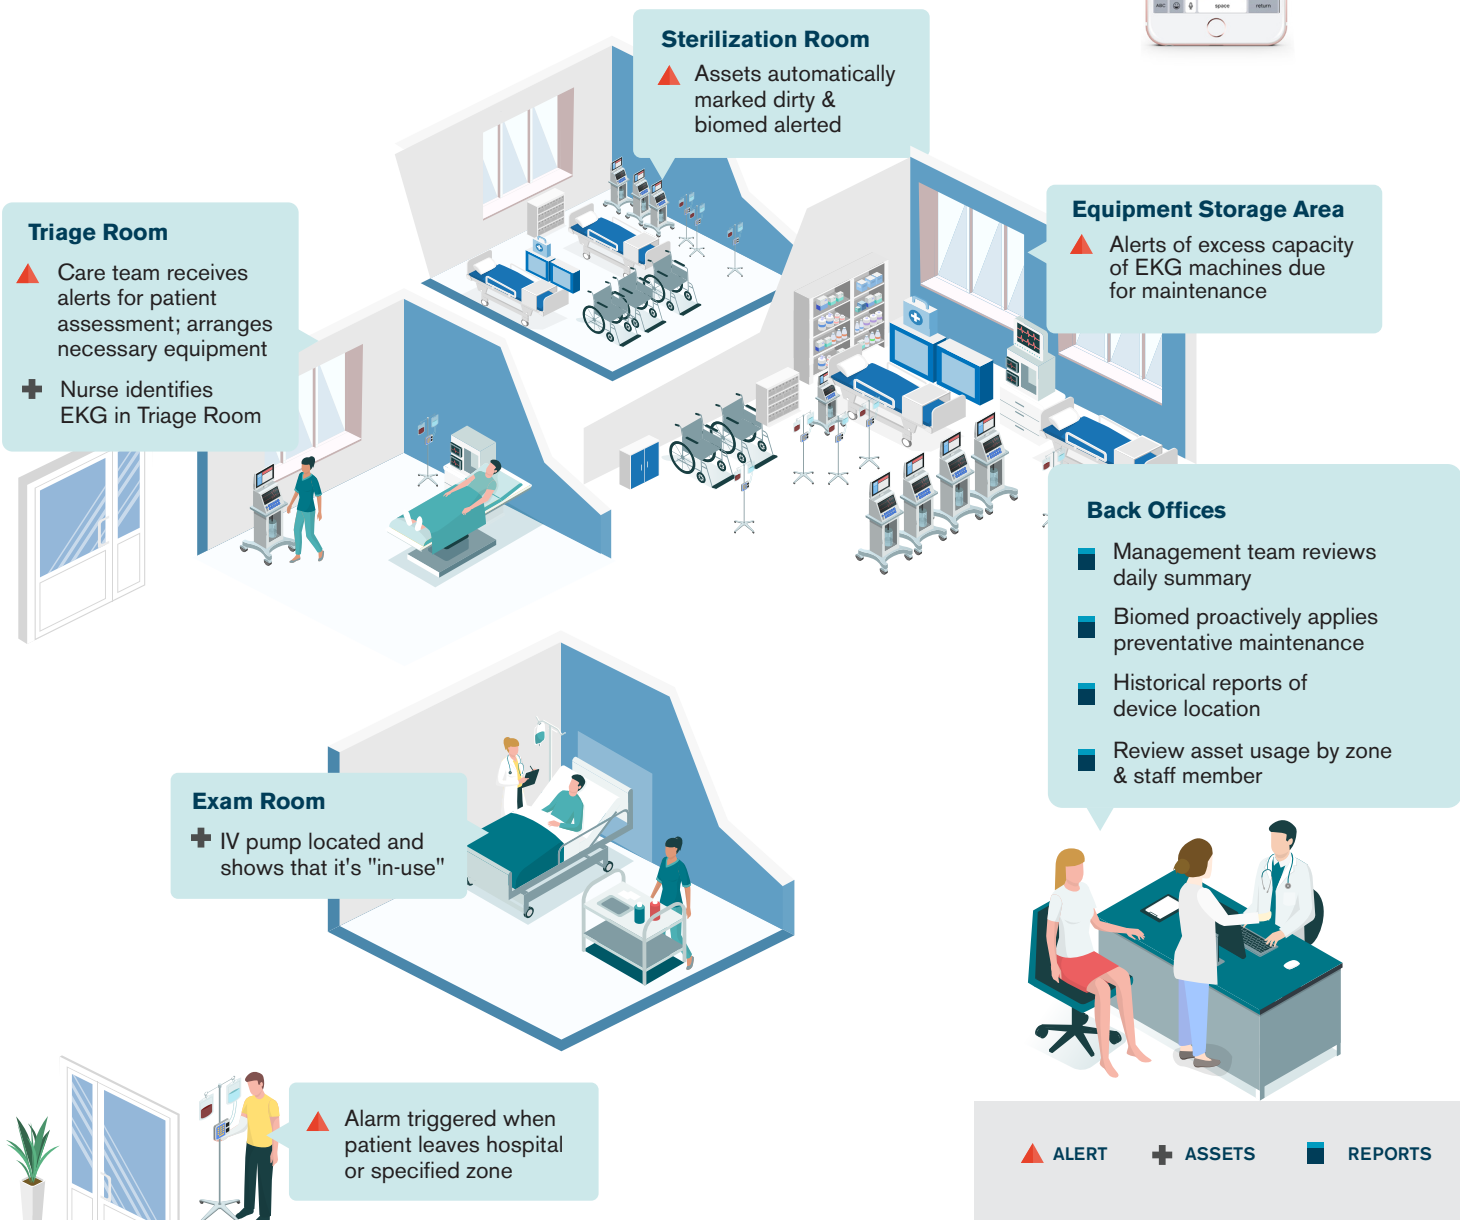 ABC
space
return
Sterilization Room
Assets automatically
marked dirty &
biomed alerted
Equipment Storage Area
Alerts of excess capacity
of EKG machines due
for maintenance
Triage Room
Care team receives
alerts for patient
assessment; arranges
necessary equipment
Nurse identifies
EKG in Triage Room
Back Offices
Management team reviews
daily summary
Biomed proactively applies
preventative maintenance
Historical reports of
device location
Review asset usage by zone
& staff member
Exam Room
IV pump located and
shows that it's "in-use"
Alarm triggered when
patient leaves hospital
or specified zone
ALERT
ASSETS
REPORTS